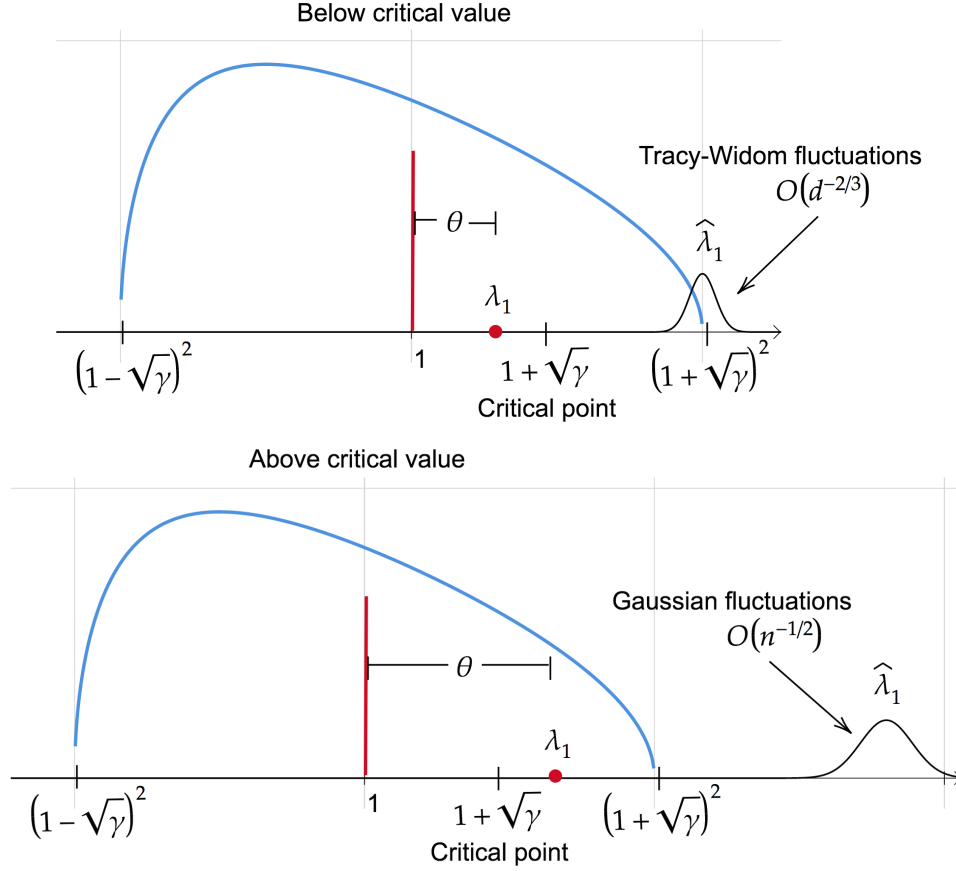 Below critical value
Tracy-Widom fluctuations
O(d^{−2/3})
θ
λ̂₁
λ₁
(1 − √γ)²
1
1 + √γ
(1 + √γ)²
Critical point
Above critical value
Gaussian fluctuations
O(n^{−1/2})
θ
λ̂₁
λ₁
(1 − √γ)²
1
1 + √γ
(1 + √γ)²
Critical point